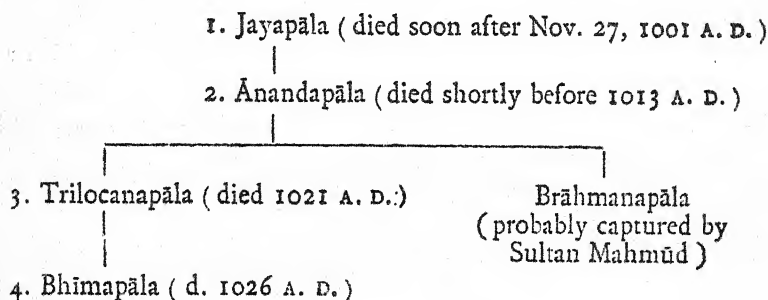 1. Jayapāla ( died soon after Nov. 27, 1001 A. D. )
2. Ānandapāla ( died shortly before 1013 A. D. )
3. Trilocanapāla ( died 1021 A. D.: )
Brāhmanapāla
( probably captured by
Sultan Mahmūd )
4. Bhīmapāla ( d. 1026 A. D. )